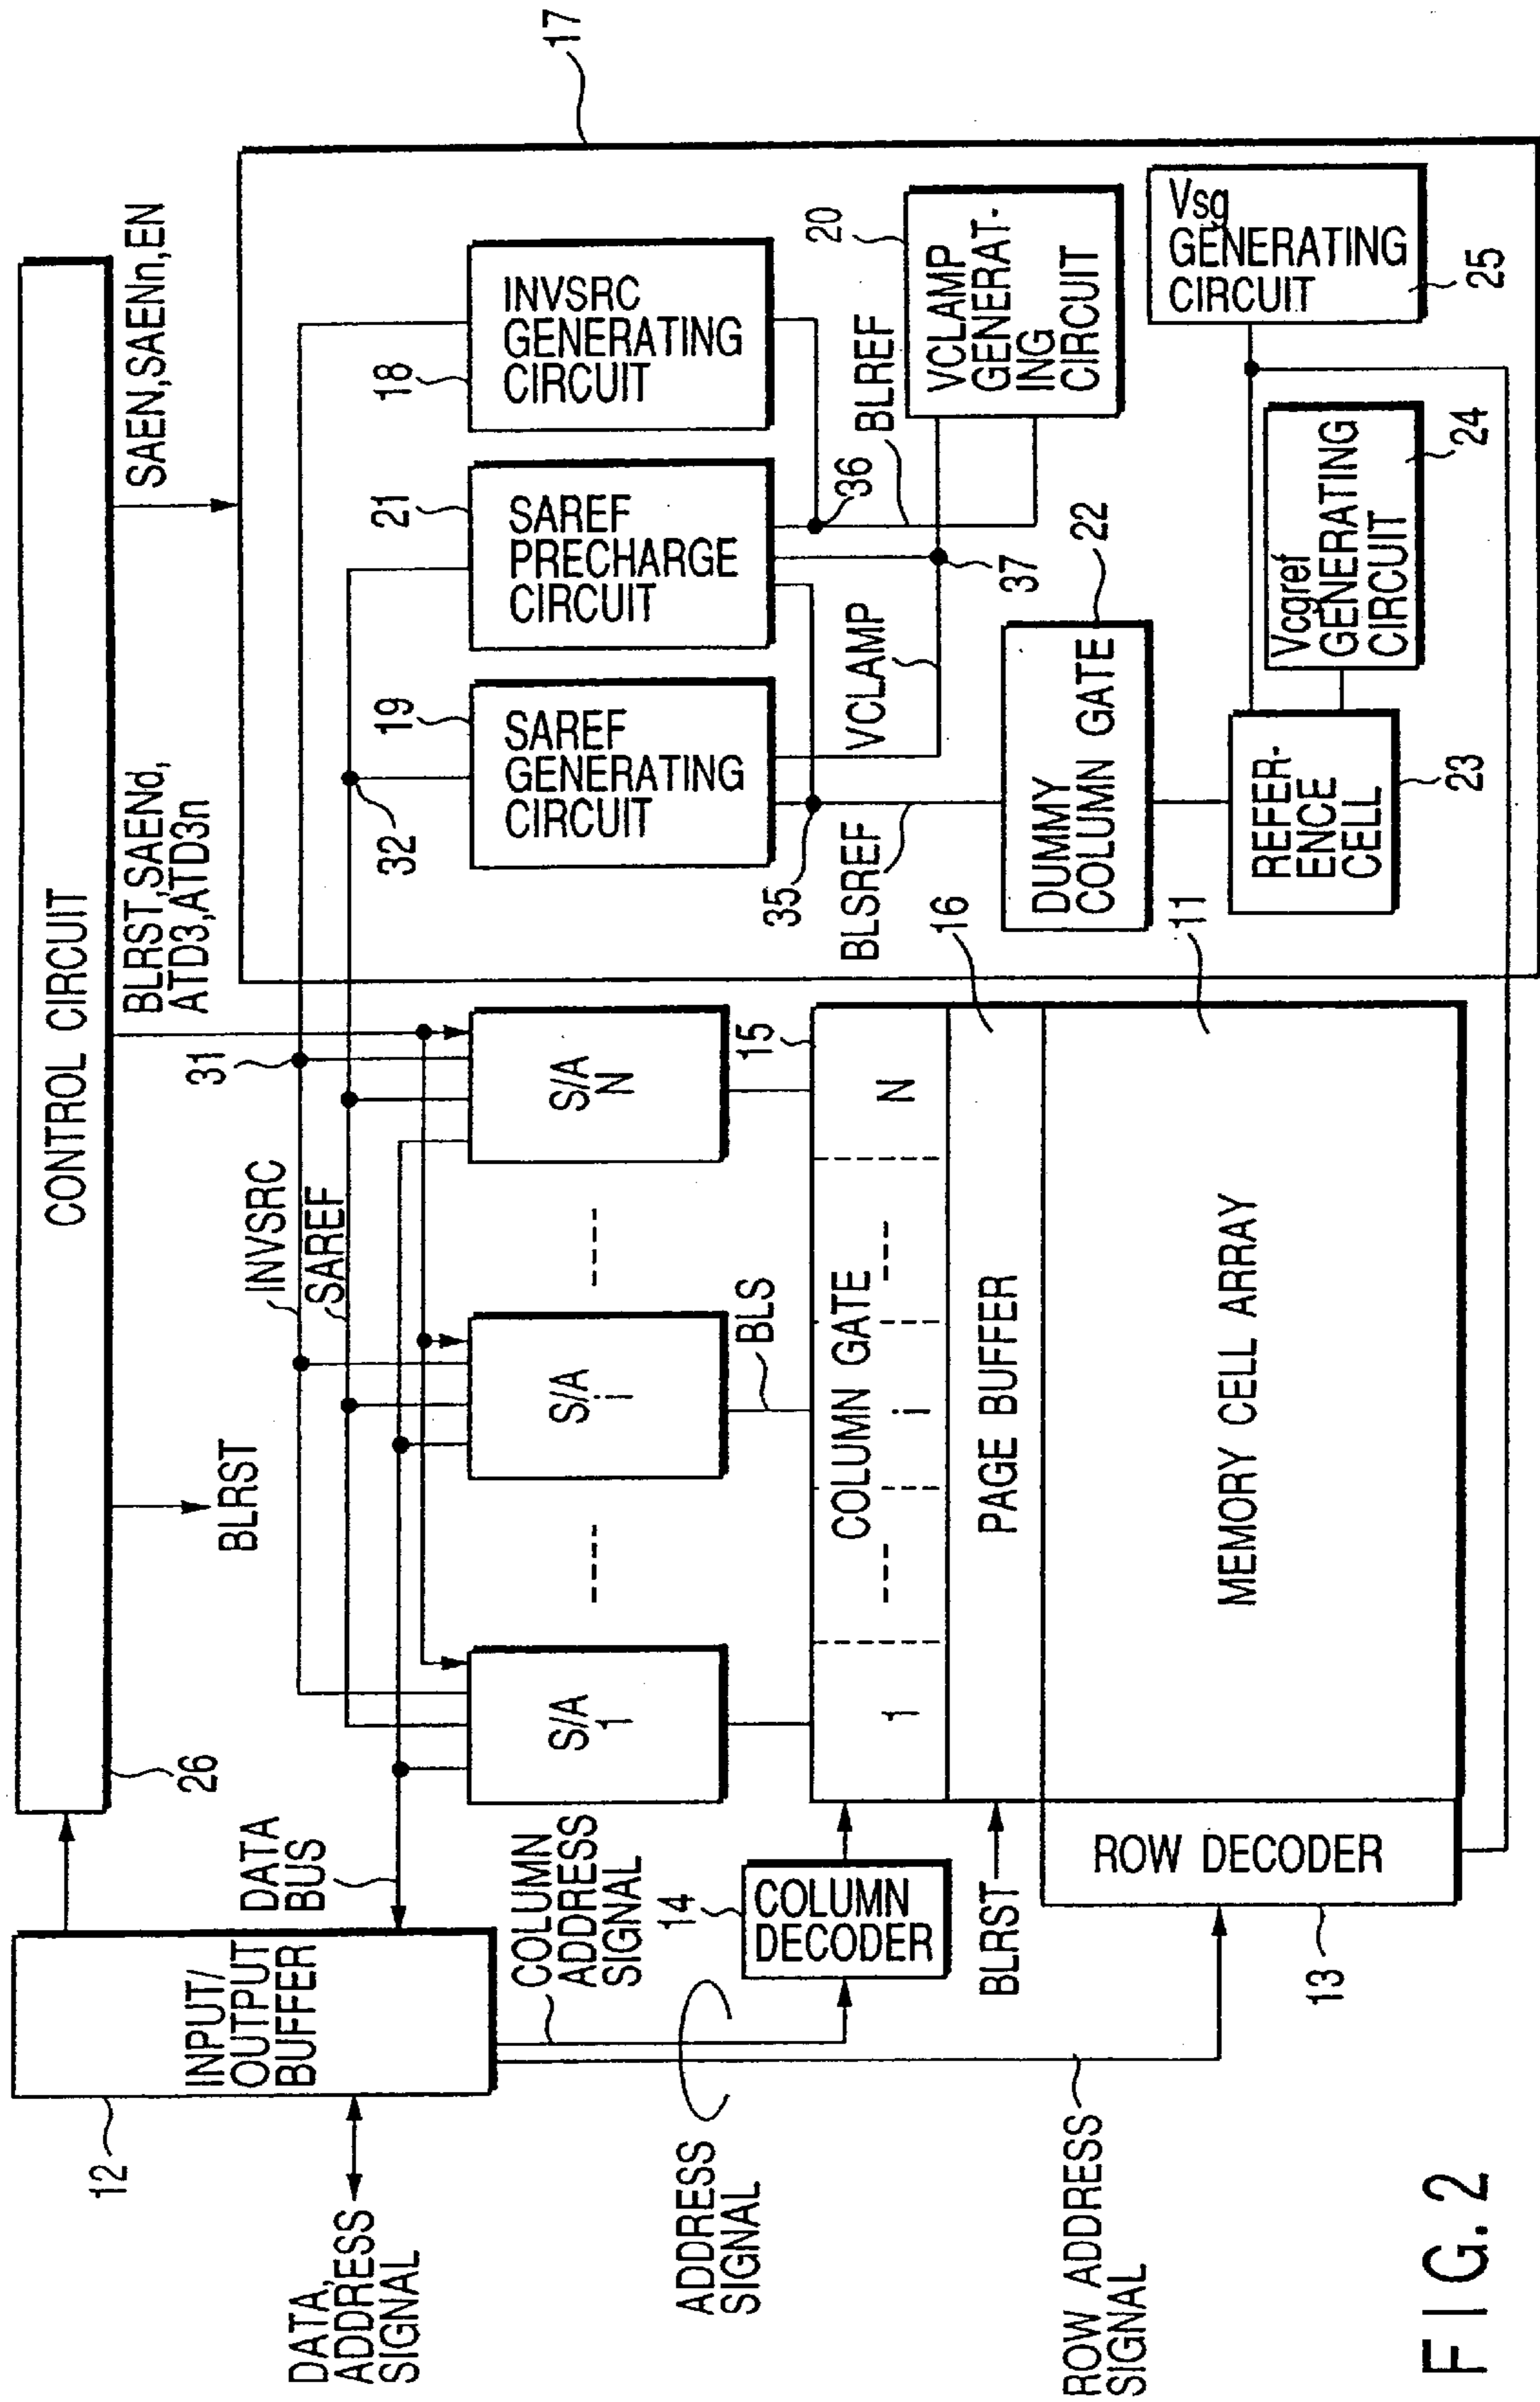 CONTROL CIRCUIT
26
INPUT/
OUTPUT
BUFFER
12
DATA,
ADDRESS
SIGNAL
DATA
BUS
BLRST
BLRST,SAENd,
ATD3,ATD3n
SAEN,SAENn,EN
17
INVSRC
SAREF
31
32
S/A
1
-----
S/A
i
-----
S/A
N
19
SAREF
GENERATING
CIRCUIT
21
SAREF
PRECHARGE
CIRCUIT
18
INVSRC
GENERATING
CIRCUIT
COLUMN
ADDRESS
SIGNAL
ADDRESS
SIGNAL
14
COLUMN
DECODER
BLS
15
COLUMN GATE
1
---
i
---
N
35
BLSREF
VCLAMP
36
BLREF
37
20
VCLAMP
GENERAT-
ING
CIRCUIT
BLRST
PAGE BUFFER
16
DUMMY
COLUMN GATE
22
ROW ADDRESS
SIGNAL
ROW DECODER
13
MEMORY CELL ARRAY
11
REFER-
ENCE
CELL
23
Vcgref
GENERATING
CIRCUIT
24
Vsg
GENERATING
CIRCUIT
25
FIG. 2